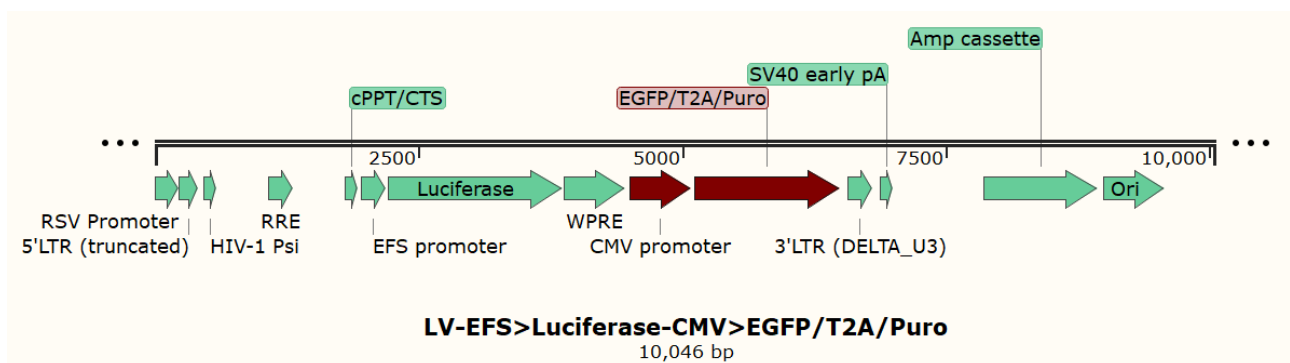 Amp cassette
SV40 early pA
cPPT/CTS
EGFP/T2A/Puro
2500
5000
7500
10,000
Luciferase
Ori
RSV Promoter
RRE
WPRE
5'LTR (truncated)
HIV-1 Psi
EFS promoter
CMV promoter
3'LTR (DELTA_U3)
LV-EFS>Luciferase-CMV>EGFP/T2A/Puro
10,046 bp